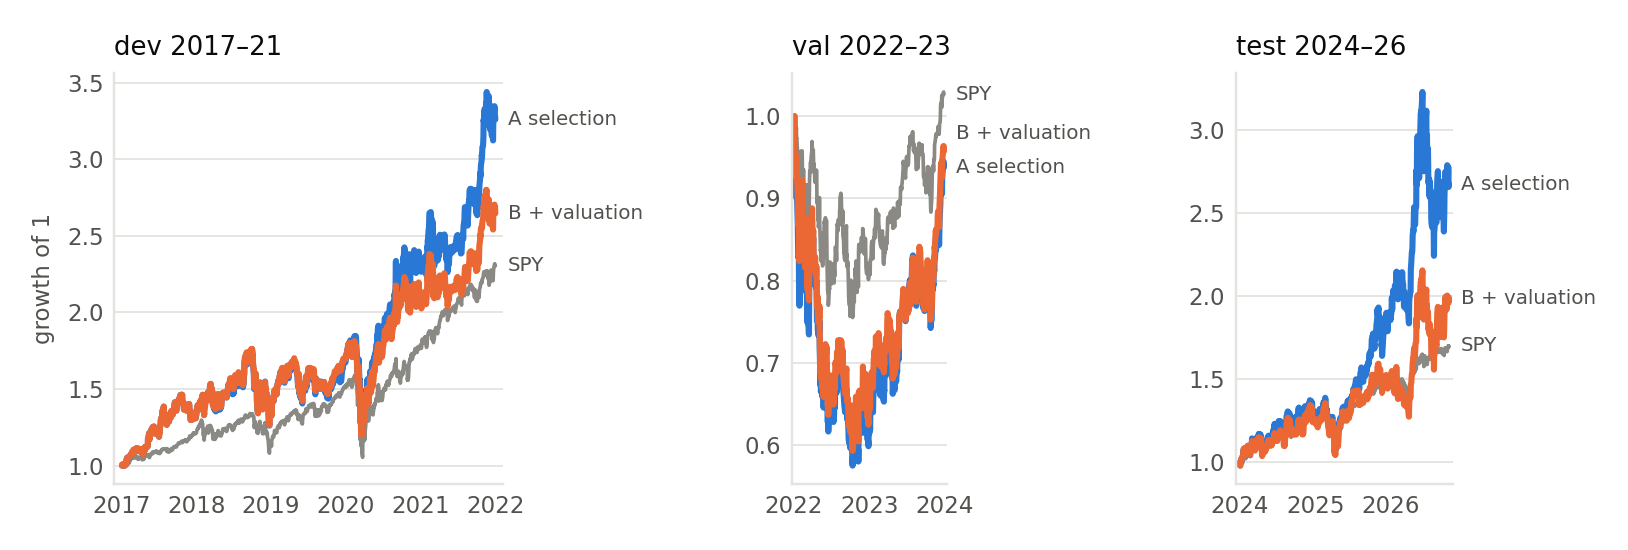 dev 2017–21
growth of 1
3.5
3.0
2.5
2.0
1.5
1.0
2017 2018 2019 2020 2021 2022
A selection
B + valuation
SPY
val 2022–23
1.0
0.9
0.8
0.7
0.6
2022 2023 2024
SPY
B + valuation
A selection
test 2024–26
3.0
2.5
2.0
1.5
1.0
2024 2025 2026
A selection
B + valuation
SPY